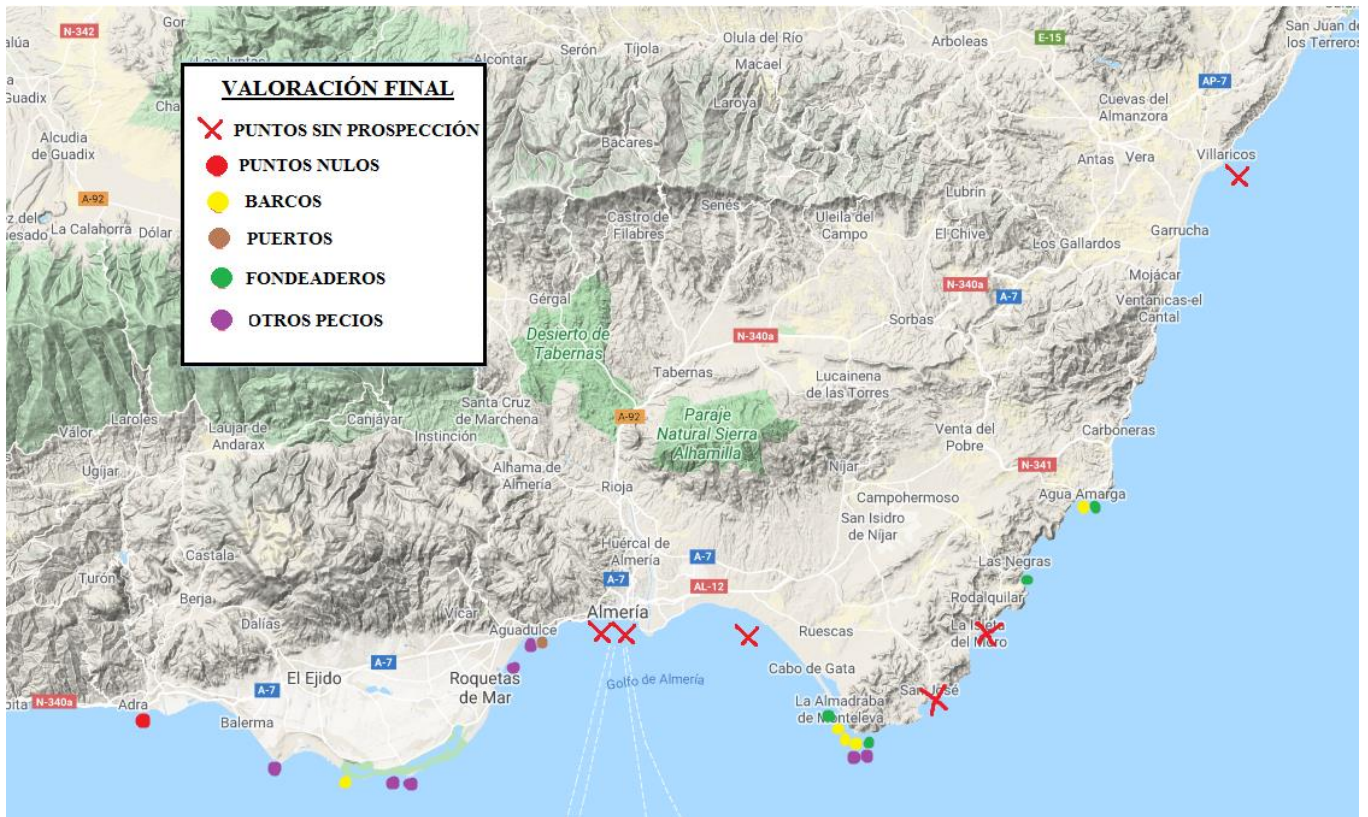 N-342
Gor
alúa
Guadix
Alcudia
de Guadix
A-92
La Calahorra
Dólar
VALORACIÓN FINAL
PUNTOS SIN PROSPECCIÓN
PUNTOS NULOS
BARCOS
PUERTOS
FONDEADEROS
OTROS PECIOS
Serón
Tíjola
Alcontar
Olula del Río
Macael
Laroya
Bacares
Arboleas
E-15
San Juan de
los Terreros
AP-7
Cuevas del
Almanzora
Antas
Vera
Villaricos
Lubrín
Senés
Castro de
Filabres
Uleila del
Campo
El Chive
Los Gallardos
Garrucha
Mojácar
Ventanicas-el
Cantal
N-340a
A-7
Sorbas
Gérgal
Desierto de
Tabernas
N-340a
Tabernas
Lucainena
de las Torres
A-92
Paraje
Natural Sierra
Alhamilla
Venta del
Pobre
Carboneras
N-341
Níjar
Agua Amarga
Campohermoso
San Isidro
de Níjar
Las Negras
Rodalquilar
La Isleta
del Moro
San José
Laroles
Válor
Ugíjar
Laujar de
Andarax
Canjáyar
Instinción
Santa Cruz
de Marchena
Alhama de
Almería
Rioja
Huércal de
Almería
A-7
A-7
AL-12
Castala
Turón
Berja
Dalías
Vícar
Aguadulce
Almería
Ruescas
Cabo de Gata
La Almadraba
de Monteleva
A-7
El Ejido
A-7
Roquetas
de Mar
Golfo de Almería
N-340a
Adra
Balerma